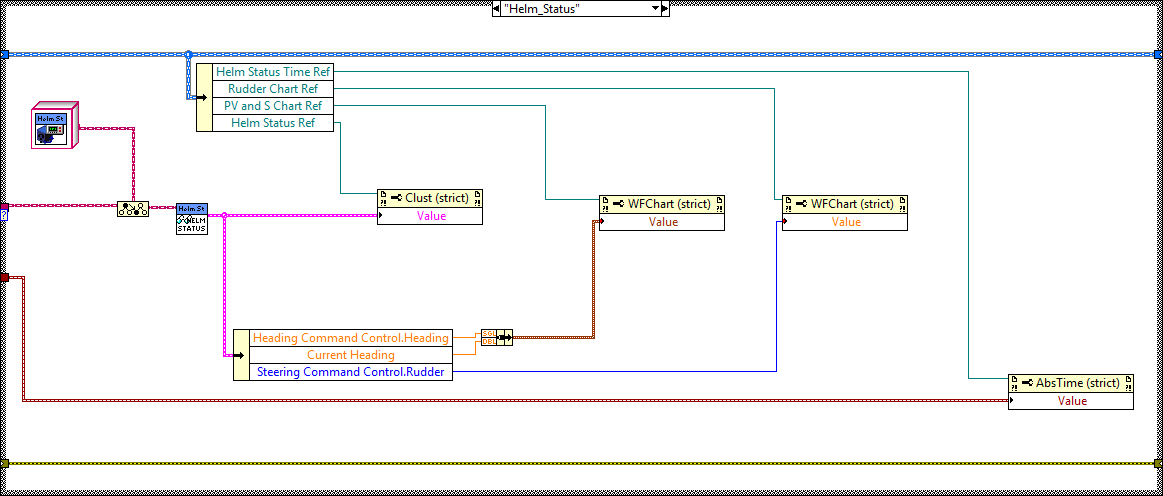 "Helm_Status"
Helm Status Time Ref
Rudder Chart Ref
PV and S Chart Ref
Helm Status Ref
Helm St
Clust (strict)
Value
WFChart (strict)
Value
WFChart (strict)
Value
Helm St
HELM
STATUS
?
Heading Command Control.Heading
Current Heading
Steering Command Control.Rudder
SGL
DBL
AbsTime (strict)
Value